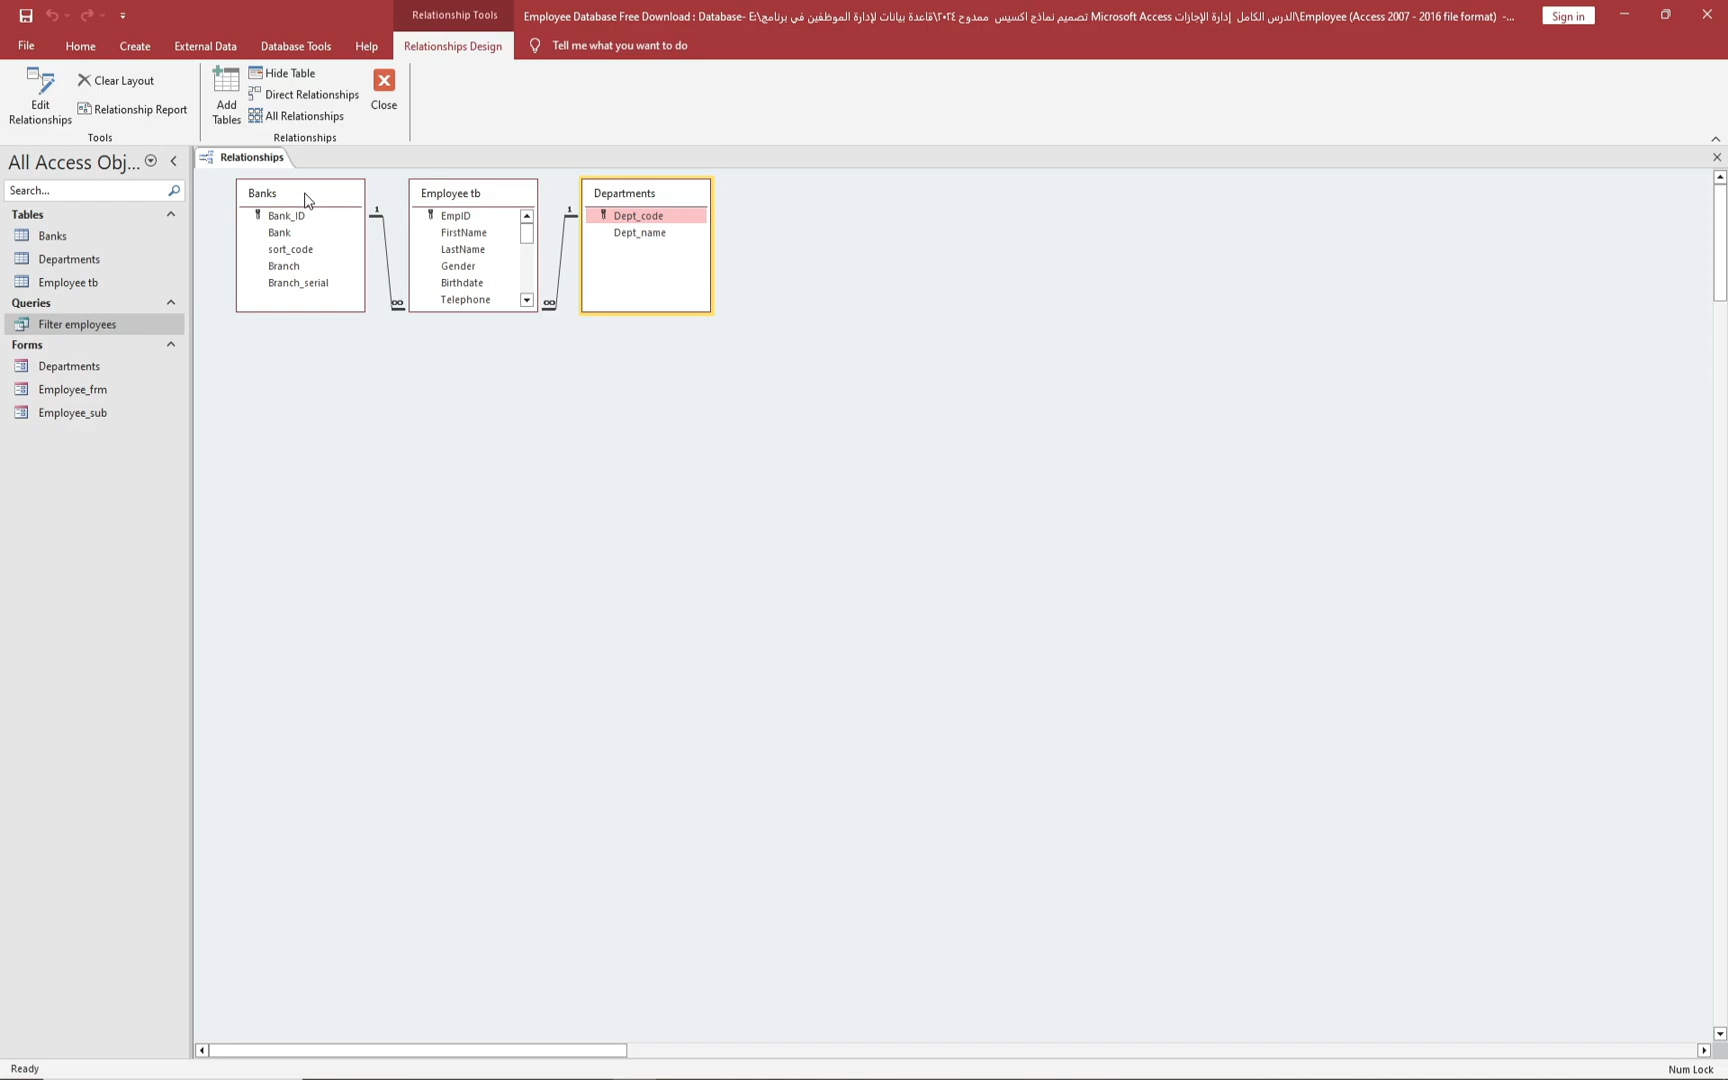 Relationship Tools
Employee Database Free Download : Database- E:\قاعدة بيانات لإدارة الموظفين في برنامج\٢٠٢٤ تصميم نماذج اكسيس  ممدوح Microsoft Access إدارة الإجازات | الدرس الكامل\Employee (Access 2007 - 2016 file format) -...
Sign in
File
Home
Create
External Data
Database Tools
Help
Relationships Design
Tell me what you want to do
Edit Relationships
Clear Layout
Relationship Report
Tools
Add Tables
Hide Table
Direct Relationships
All Relationships
Close
Relationships
All Access Obj...
Search...
Tables
Banks
Departments
Employee tb
Queries
Filter employees
Forms
Departments
Employee_frm
Employee_sub
Relationships
Banks
Bank_ID
Bank
sort_code
Branch
Branch_serial
1
∞
Employee tb
EmpID
FirstName
LastName
Gender
Birthdate
Telephone
1
∞
Departments
Dept_code
Dept_name
Ready
Num Lock